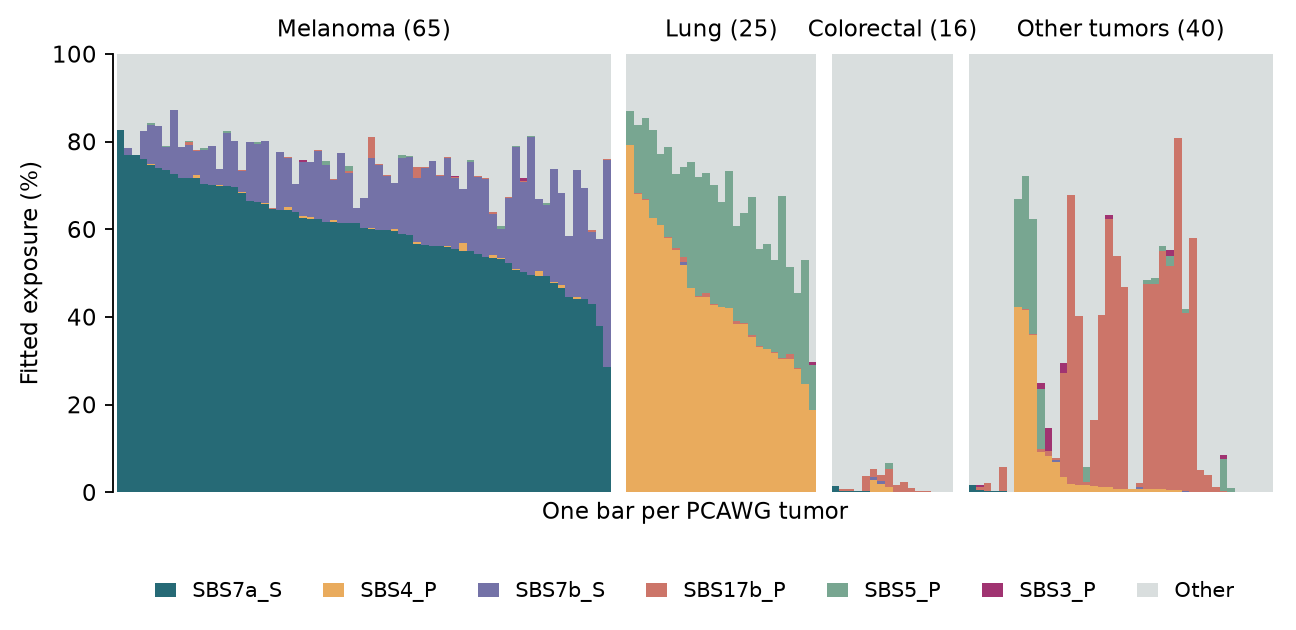 Melanoma (65) Lung (25) Colorectal (16) Other tumors (40)
100
80
60
40
20
0
Fitted exposure (%)
One bar per PCAWG tumor
SBS7a_S SBS4_P SBS7b_S SBS17b_P SBS5_P SBS3_P Other